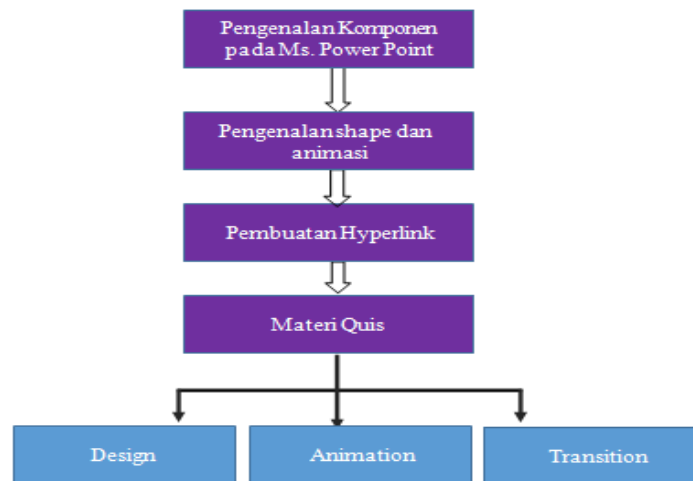 Pengenalan Komponen
pada Ms. Power Point
Pengenalan shape dan
animasi
Pembuatan Hyperlink
Materi Quis
Design
Animation
Transition